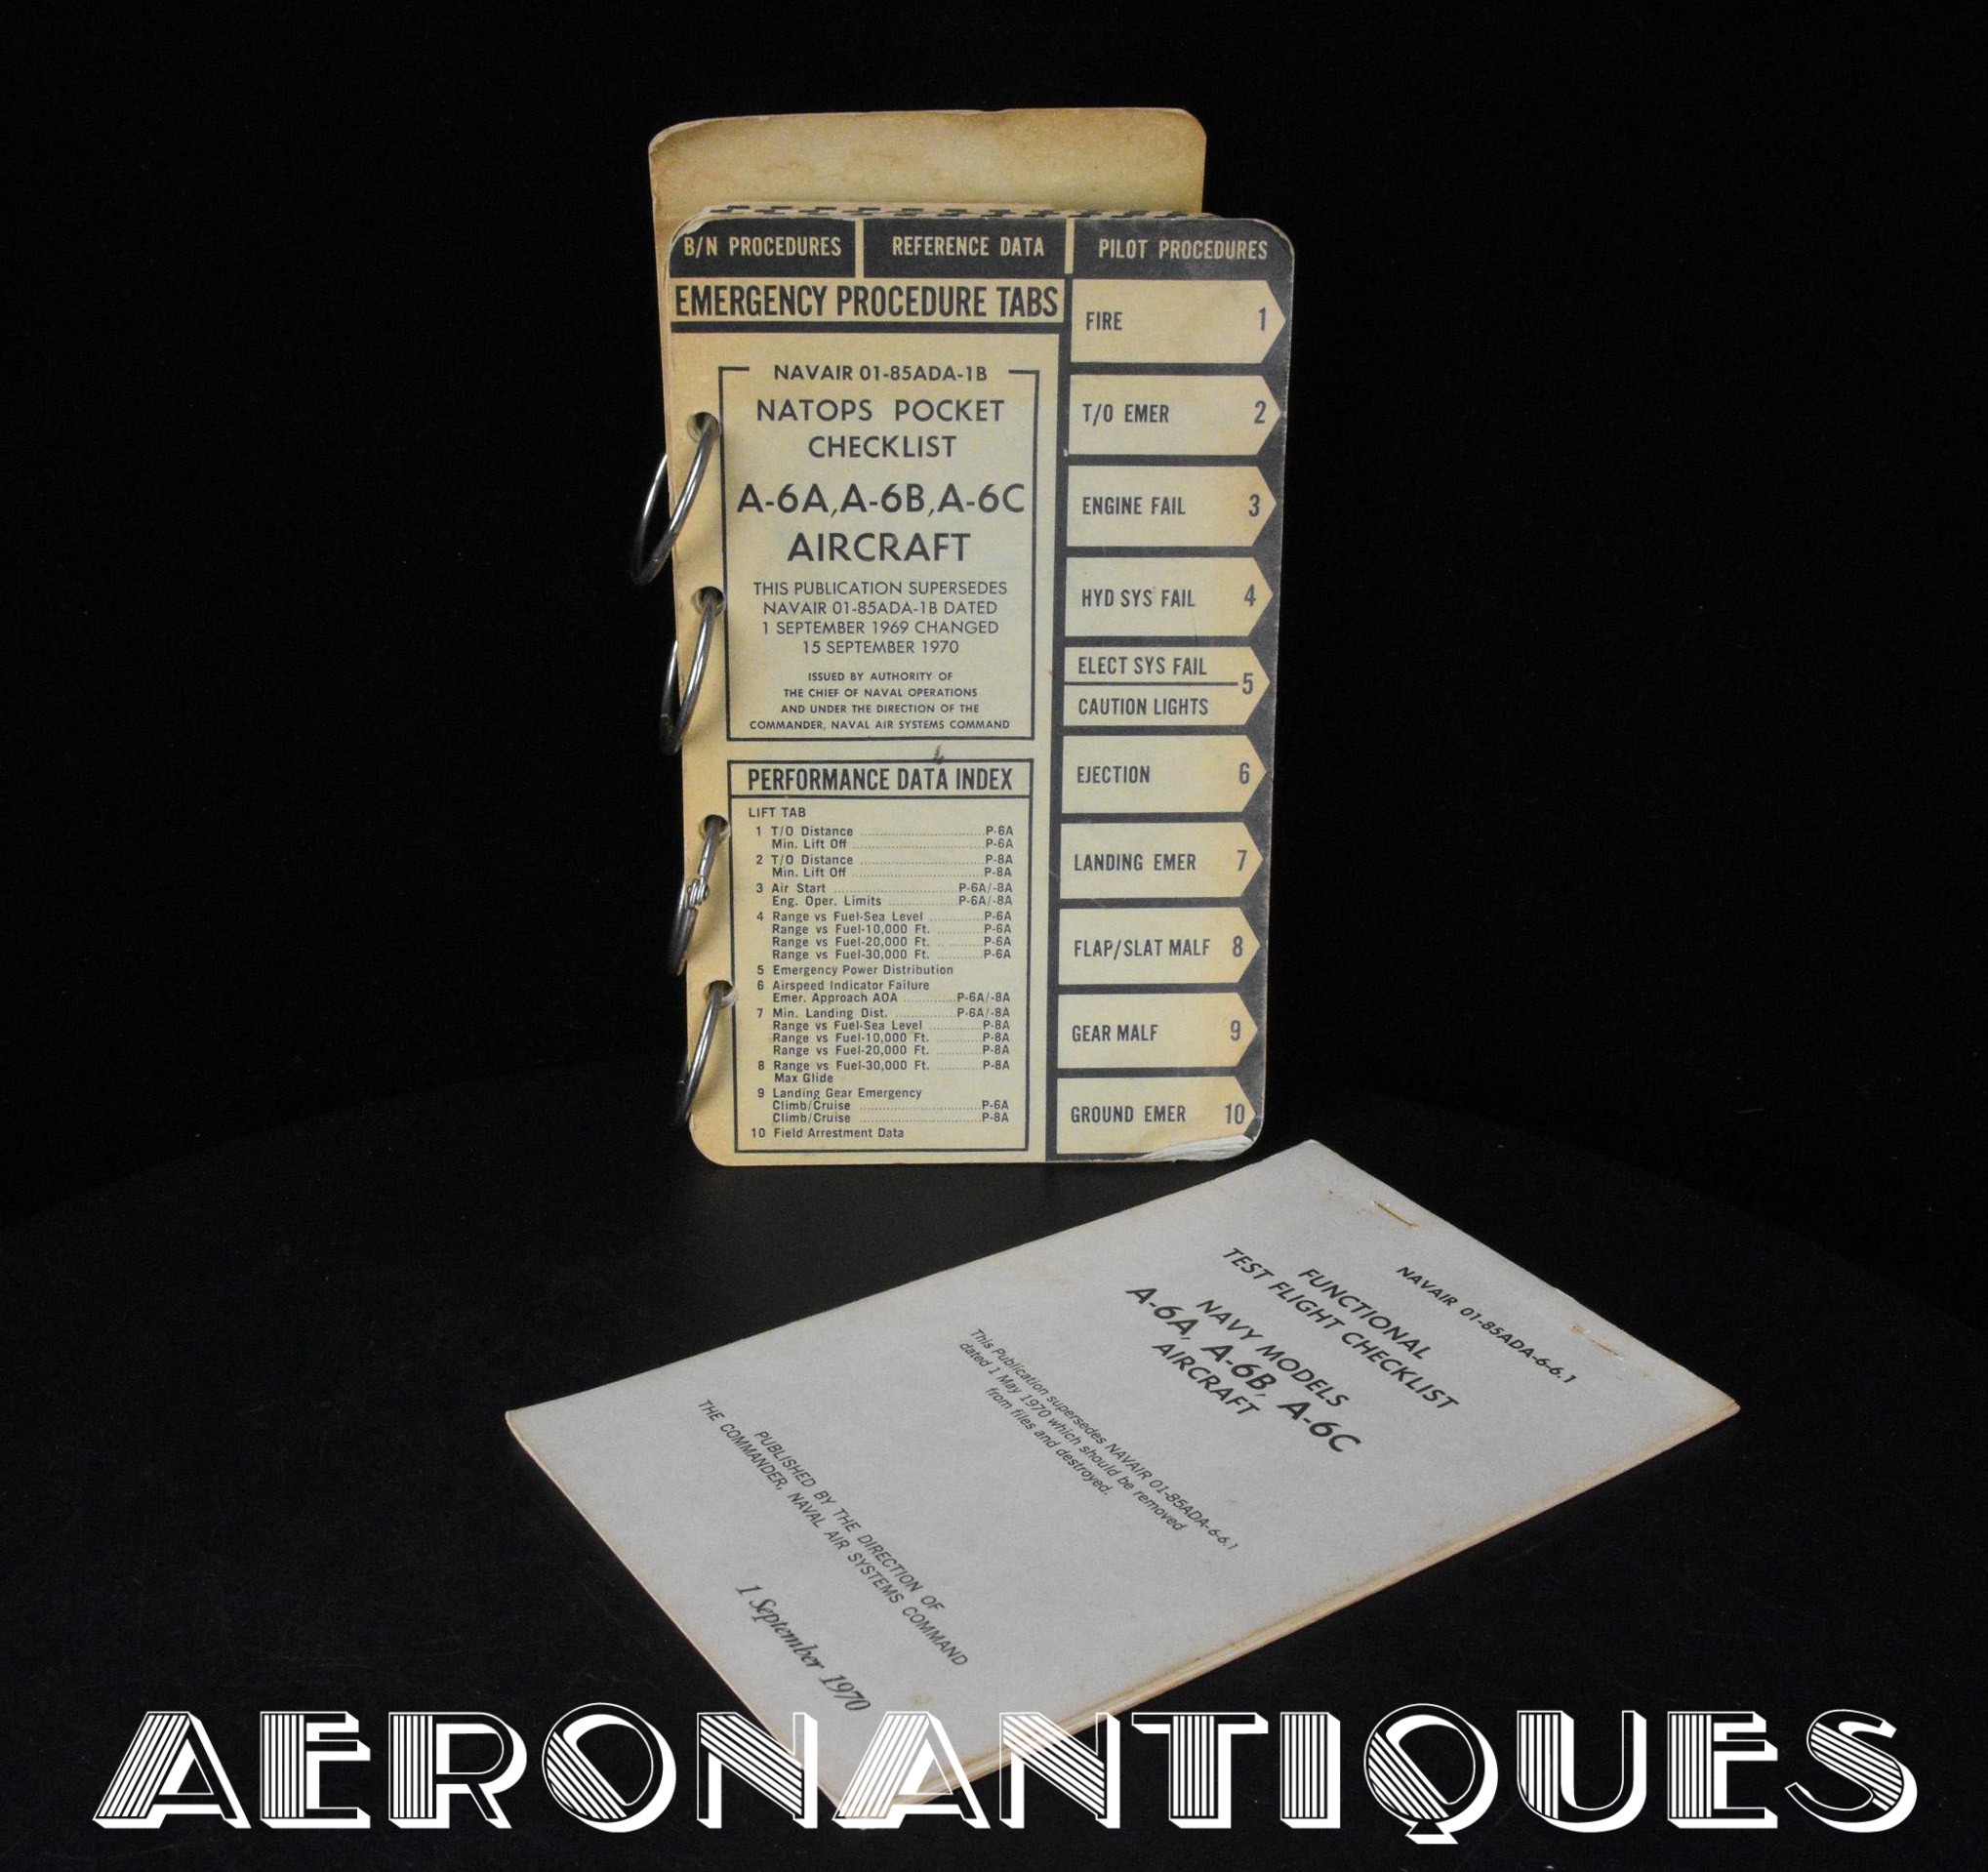 B/N PROCEDURES
REFERENCE DATA
PILOT PROCEDURES
EMERGENCY PROCEDURE TABS
NAVAIR 01-85ADA-1B
NATOPS POCKET
CHECKLIST
A-6A, A-6B, A-6C
AIRCRAFT
THIS PUBLICATION SUPERSEDES
NAVAIR 01-85ADA-1B DATED
1 SEPTEMBER 1969 CHANGED
15 SEPTEMBER 1970
ISSUED BY AUTHORITY OF
THE CHIEF OF NAVAL OPERATIONS
AND UNDER THE DIRECTION OF THE
COMMANDER, NAVAL AIR SYSTEMS COMMAND
PERFORMANCE DATA INDEX
LIFT TAB
1 T/O Distance P-6A
Min. Lift Off P-6A
2 T/O Distance P-8A
Min. Lift Off P-8A
3 Air Start P-6A/-8A
Eng. Oper. Limits P-6A/-8A
4 Range vs Fuel-Sea Level P-6A
Range vs Fuel-10,000 Ft. P-6A
Range vs Fuel-20,000 Ft. P-6A
Range vs Fuel-30,000 Ft. P-6A
5 Emergency Power Distribution
6 Airspeed Indicator Failure
Emer. Approach AOA P-6A/-8A
7 Min. Landing Dist. P-6A/-8A
Range vs Fuel-Sea Level P-8A
Range vs Fuel-10,000 Ft. P-8A
Range vs Fuel-20,000 Ft. P-8A
8 Range vs Fuel-30,000 Ft. P-8A
Max Glide
9 Landing Gear Emergency
Climb/Cruise P-6A
Climb/Cruise P-8A
10 Field Arrestment Data
FIRE 1
T/O EMER 2
ENGINE FAIL 3
HYD SYS FAIL 4
ELECT SYS FAIL
5
CAUTION LIGHTS
EJECTION 6
LANDING EMER 7
FLAP/SLAT MALF 8
GEAR MALF 9
GROUND EMER 10
NAVAIR 01-85ADA-6-6.1
FUNCTIONAL
TEST FLIGHT CHECKLIST
NAVY MODELS
A-6A, A-6B, A-6C
AIRCRAFT
This Publication supersedes NAVAIR 01-85ADA-6-6.1
dated 1 May 1970 which should be removed
from files and destroyed.
PUBLISHED BY THE DIRECTION OF
THE COMMANDER, NAVAL AIR SYSTEMS COMMAND
1 September 1970
AERONANTIQUES